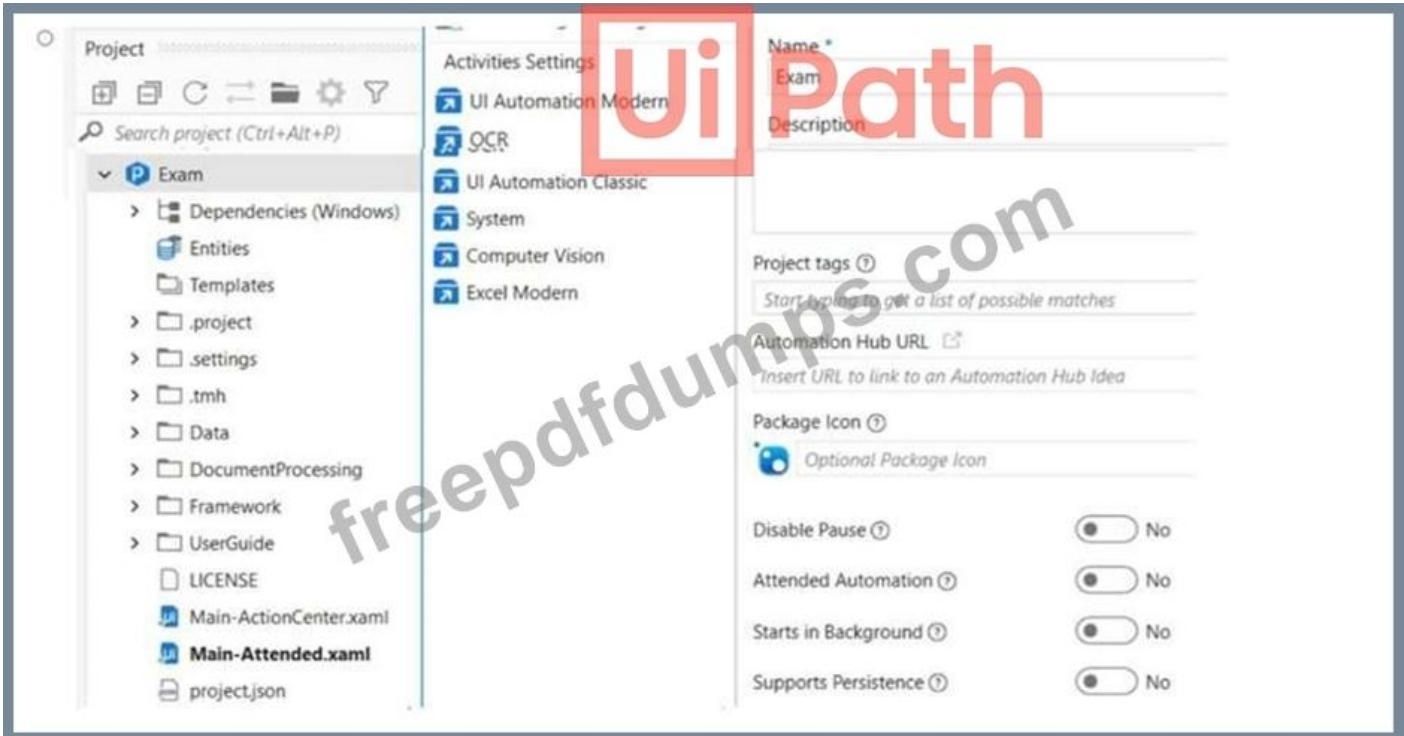 Project
Search project (Ctrl+Alt+P)
Exam
Dependencies (Windows)
Entities
Templates
.project
.settings
.tmh
Data
DocumentProcessing
Framework
UserGuide
LICENSE
Main-ActionCenter.xaml
Main-Attended.xaml
project.json
Activities Settings
UI Automation Modern
OCR
UI Automation Classic
System
Computer Vision
Excel Modern
Name *
Exam
Description
Project tags
Start typing to get a list of possible matches
Automation Hub URL
Insert URL to link to an Automation Hub Idea
Package Icon
Optional Package Icon
Disable Pause No
Attended Automation No
Starts in Background No
Supports Persistence No
UiPath
freepdfdumps.com